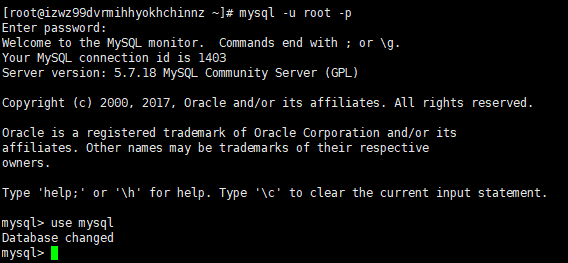 [root@izwz99dvrmihhyokhchinnz ~]# mysql -u root -p
Enter password:
Welcome to the MySQL monitor.  Commands end with ; or \g.
Your MySQL connection id is 1403
Server version: 5.7.18 MySQL Community Server (GPL)
Copyright (c) 2000, 2017, Oracle and/or its affiliates. All rights reserved.
Oracle is a registered trademark of Oracle Corporation and/or its
affiliates. Other names may be trademarks of their respective
owners.
Type 'help;' or '\h' for help. Type '\c' to clear the current input statement.
mysql> use mysql
Database changed
mysql>